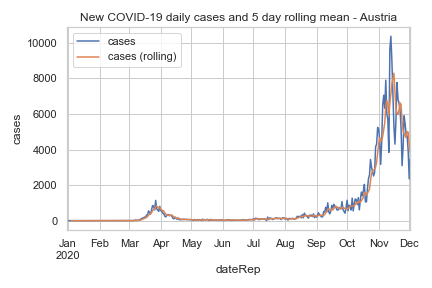 New COVID-19 daily cases and 5 day rolling mean - Austria
cases
cases (rolling)
10000
8000
6000
4000
2000
0
cases
Jan Feb Mar Apr May Jun Jul Aug Sep Oct Nov Dec
2020
dateRep